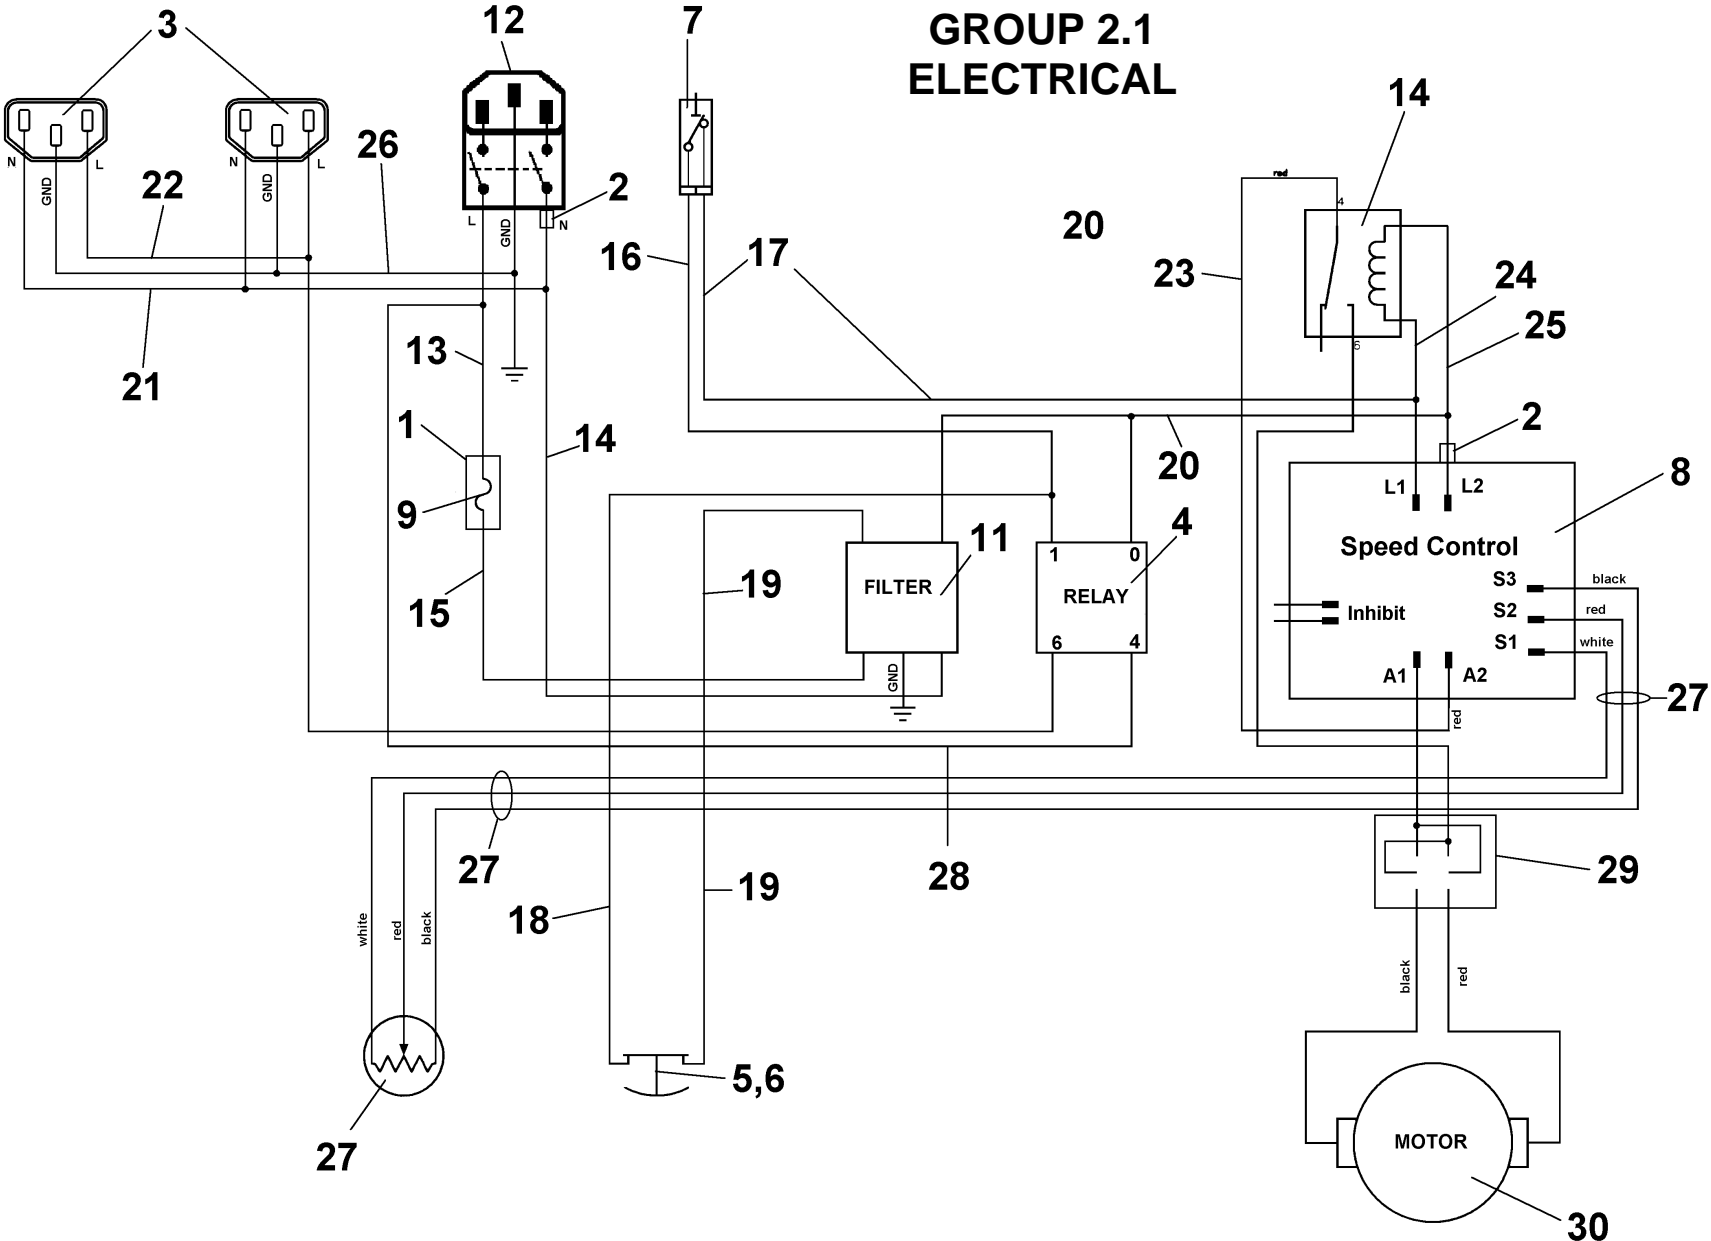 GROUP 2.1
ELECTRICAL
3
12
7
14
N
GND
L
N
GND
L
22
26
2
L
GND
N
16
17
20
red
4
14
23
24
25
6
21
13
1
14
9
15
2
20
8
L1
L2
Speed Control
S3
black
S2
red
S1
white
Inhibit
A1
A2
red
27
11
FILTER
GND
4
1
0
RELAY
6
4
19
27
28
19
18
29
white
red
black
black
red
5,6
27
MOTOR
30